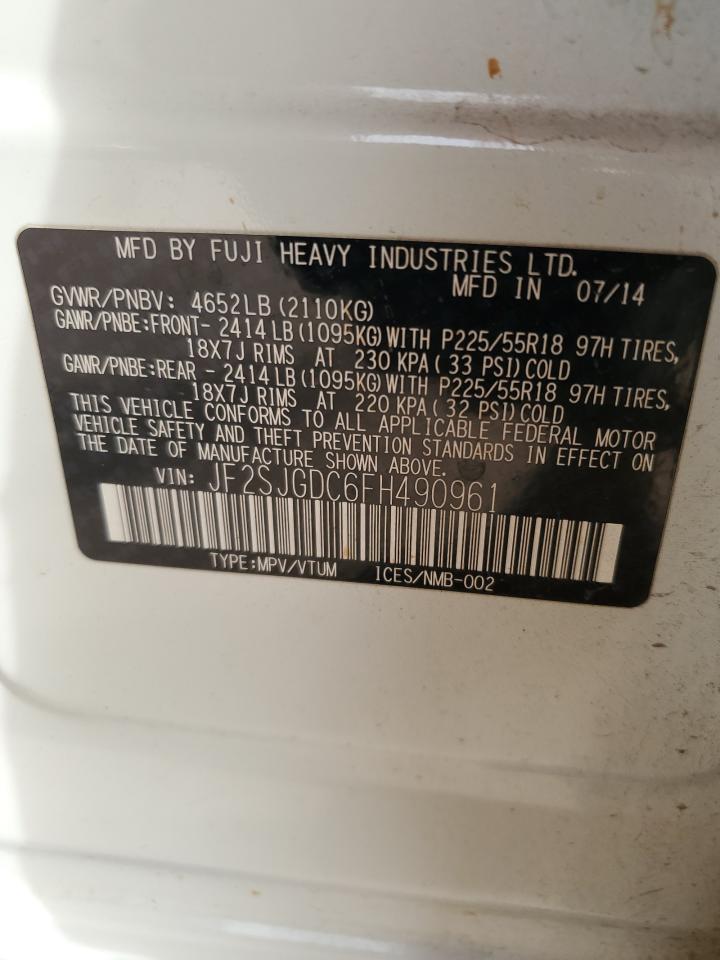 MFD BY FUJI HEAVY INDUSTRIES LTD.
MFD IN 07/14
GVWR/PNBV: 4652LB (2110KG)
GAWR/PNBE:FRONT- 2414LB (1095KG) WITH P225/55R18 97H TIRES,
18X7J RIMS AT 230 KPA ( 33 PSI) COLD
GAWR/PNBE:REAR - 2414LB (1095KG) WITH P225/55R18 97H TIRES,
18X7J RIMS AT 220 KPA ( 32 PSI) COLD
THIS VEHICLE CONFORMS TO ALL APPLICABLE FEDERAL MOTOR
VEHICLE SAFETY AND THEFT PREVENTION STANDARDS IN EFFECT ON
THE DATE OF MANUFACTURE SHOWN ABOVE.
VIN: JF2SJGDC6FH490961
TYPE:MPV/VTUM ICES/NMB-002